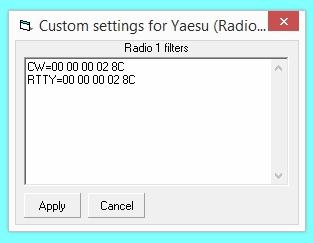 Custom settings for Yaesu (Radio...
Radio 1 filters
CW=00 00 00 02 8C
RTTY=00 00 00 02 8C
Apply Cancel